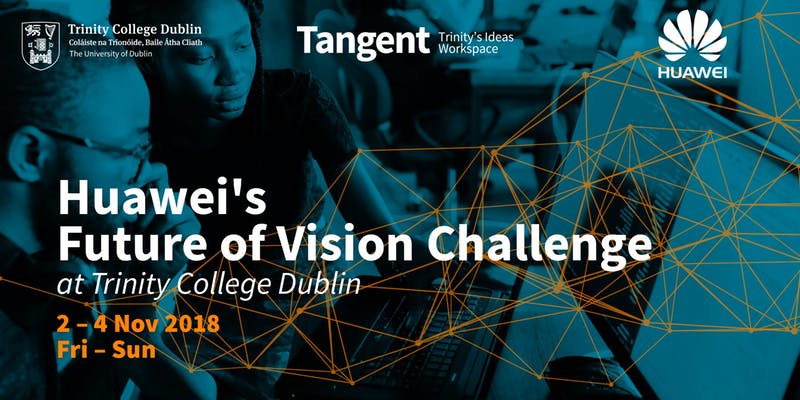 Trinity College Dublin
Coláiste na Tríonóide, Baile Átha Cliath
The University of Dublin
Tangent
Trinity's Ideas
Workspace
HUAWEI
Huawei's
Future of Vision Challenge
at Trinity College Dublin
2 – 4 Nov 2018
Fri – Sun